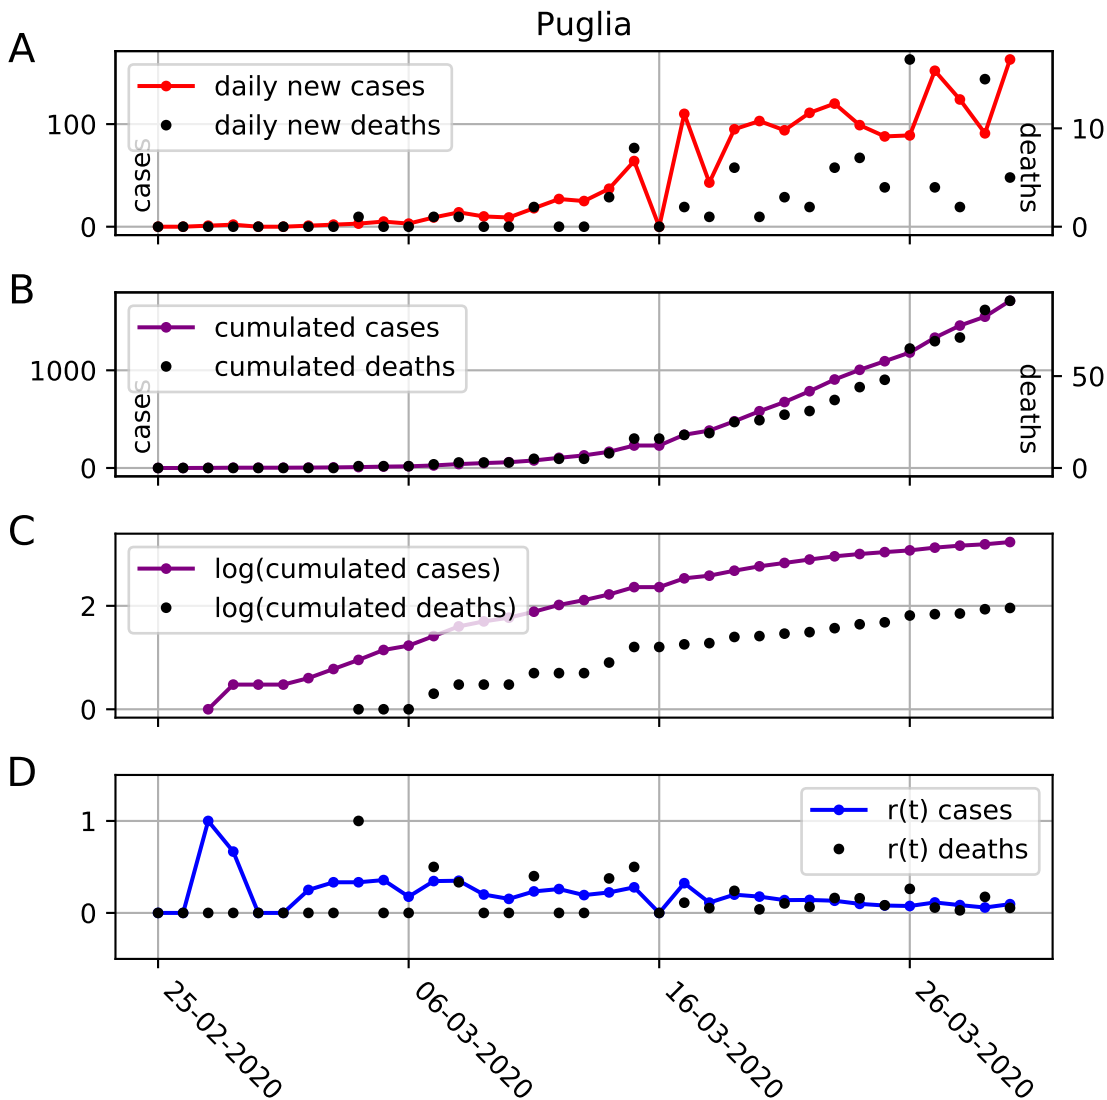 Puglia
A
daily new cases
daily new deaths
100
0
cases
10
0
deaths
B
cumulated cases
cumulated deaths
1000
0
cases
50
0
deaths
C
log(cumulated cases)
log(cumulated deaths)
2
0
D
r(t) cases
r(t) deaths
1
0
25-02-2020
06-03-2020
16-03-2020
26-03-2020